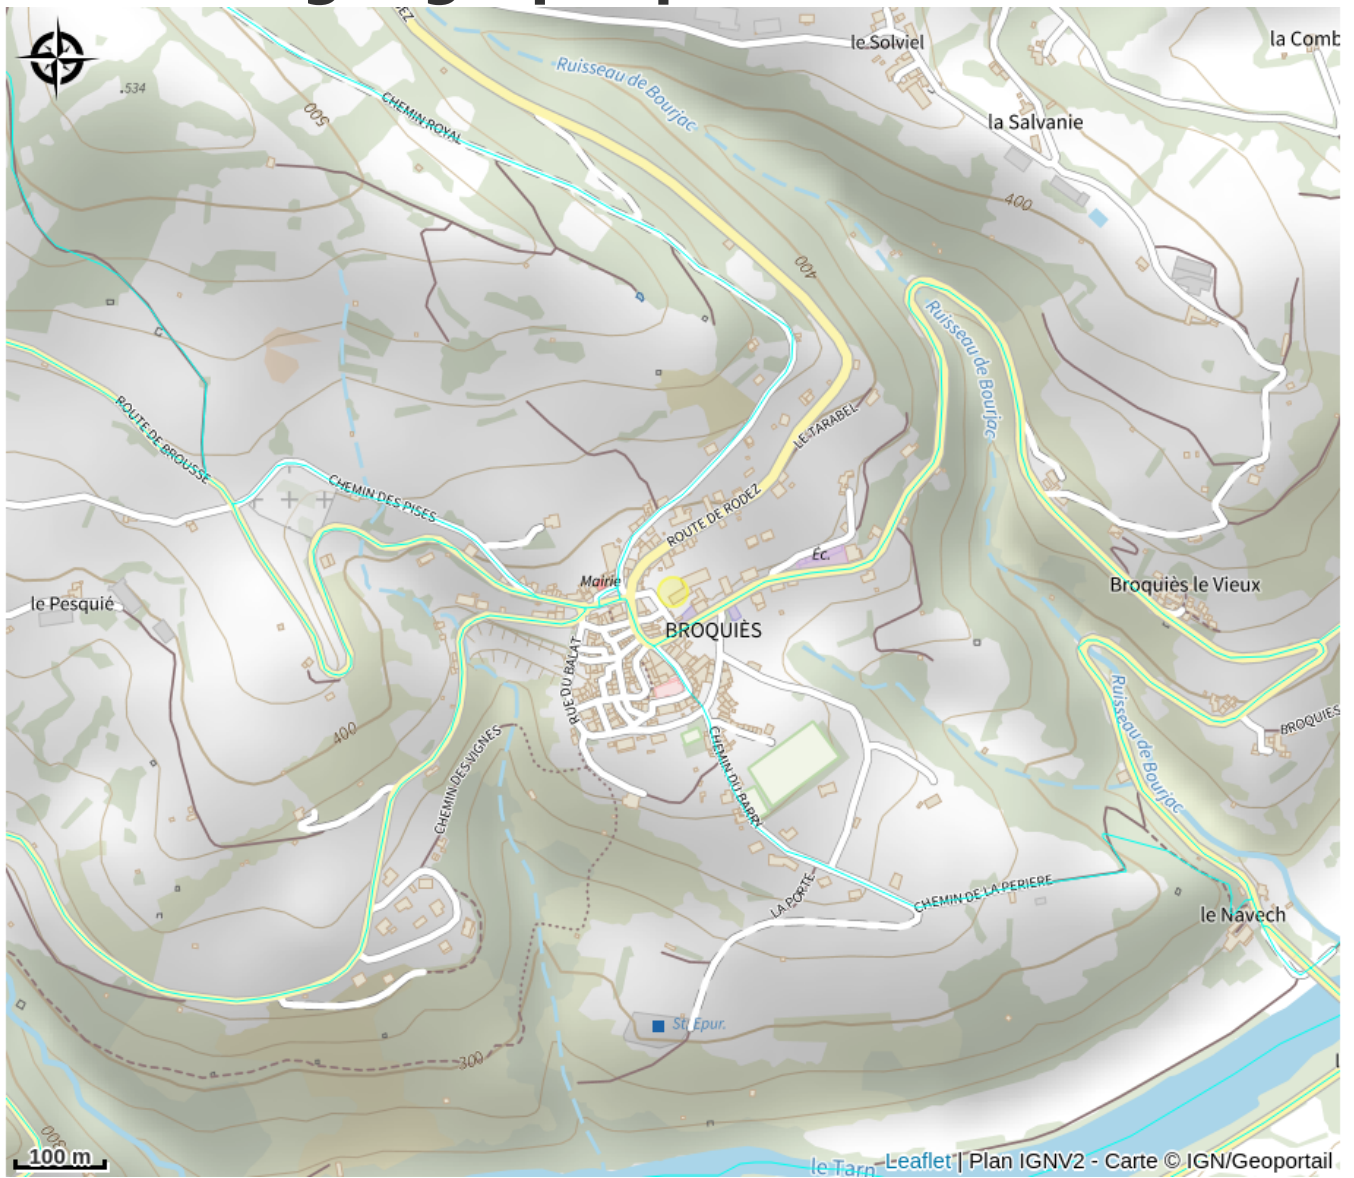 le Solviel
la Comb
Ruisseau de Bourjac
.534
500
CHEMIN ROYAL
la Salvanie
400
400
Ruisseau de Bourjac
ROUTE DE BROUSSE
LE TARABEL
CHEMIN DES PISES
ROUTE DE RODEZ
Éc.
Mairie
Broquiès le Vieux
le Pesquié
BROQUIÈS
RUE DU BALAT
Ruisseau de Bourjac
BROQUIES
400
CHEMIN DES VIGNES
CHEMIN DU BARRY
LA PORTE
CHEMIN DE LA PERIERE
le Navech
St. Epur.
300
300
100 m
le Tarn
Leaflet | Plan IGNV2 - Carte © IGN/Geoportail